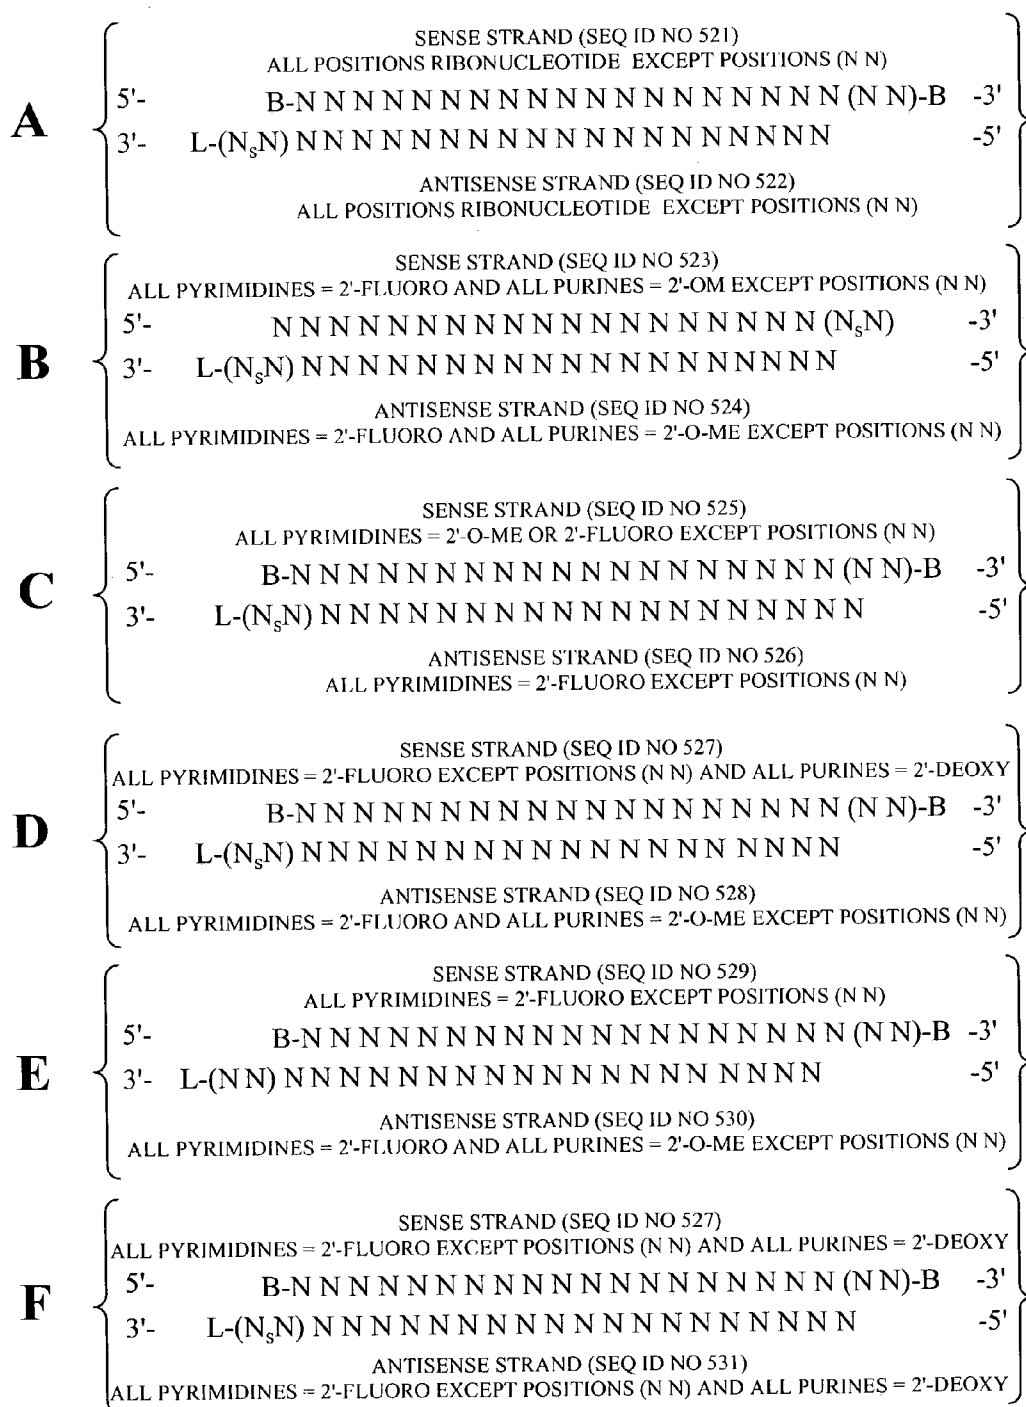 SENSE STRAND (SEQ ID NO 521)
ALL POSITIONS RIBONUCLEOTIDE EXCEPT POSITIONS (N N)
A
5'- B-N N N N N N N N N N N N N N N N N N N (N N)-B -3'
3'- L-(NsN) N N N N N N N N N N N N N N N N N N N -5'
ANTISENSE STRAND (SEQ ID NO 522)
ALL POSITIONS RIBONUCLEOTIDE EXCEPT POSITIONS (N N)
SENSE STRAND (SEQ ID NO 523)
ALL PYRIMIDINES = 2'-FLUORO AND ALL PURINES = 2'-OM EXCEPT POSITIONS (N N)
B
5'- N N N N N N N N N N N N N N N N N N N (NsN) -3'
3'- L-(NsN) N N N N N N N N N N N N N N N N N N N -5'
ANTISENSE STRAND (SEQ ID NO 524)
ALL PYRIMIDINES = 2'-FLUORO AND ALL PURINES = 2'-O-ME EXCEPT POSITIONS (N N)
SENSE STRAND (SEQ ID NO 525)
ALL PYRIMIDINES = 2'-O-ME OR 2'-FLUORO EXCEPT POSITIONS (N N)
C
5'- B-N N N N N N N N N N N N N N N N N N N (N N)-B -3'
3'- L-(NsN) N N N N N N N N N N N N N N N N N N N -5'
ANTISENSE STRAND (SEQ ID NO 526)
ALL PYRIMIDINES = 2'-FLUORO EXCEPT POSITIONS (N N)
SENSE STRAND (SEQ ID NO 527)
ALL PYRIMIDINES = 2'-FLUORO EXCEPT POSITIONS (N N) AND ALL PURINES = 2'-DEOXY
D
5'- B-N N N N N N N N N N N N N N N N N N N (N N)-B -3'
3'- L-(NsN) N N N N N N N N N N N N N N N N N N N -5'
ANTISENSE STRAND (SEQ ID NO 528)
ALL PYRIMIDINES = 2'-FLUORO AND ALL PURINES = 2'-O-ME EXCEPT POSITIONS (N N)
SENSE STRAND (SEQ ID NO 529)
ALL PYRIMIDINES = 2'-FLUORO EXCEPT POSITIONS (N N)
E
5'- B-N N N N N N N N N N N N N N N N N N N (N N)-B -3'
3'- L-(N N) N N N N N N N N N N N N N N N N N N N -5'
ANTISENSE STRAND (SEQ ID NO 530)
ALL PYRIMIDINES = 2'-FLUORO AND ALL PURINES = 2'-O-ME EXCEPT POSITIONS (N N)
SENSE STRAND (SEQ ID NO 527)
ALL PYRIMIDINES = 2'-FLUORO EXCEPT POSITIONS (N N) AND ALL PURINES = 2'-DEOXY
F
5'- B-N N N N N N N N N N N N N N N N N N N (N N)-B -3'
3'- L-(NsN) N N N N N N N N N N N N N N N N N N N -5'
ANTISENSE STRAND (SEQ ID NO 531)
ALL PYRIMIDINES = 2'-FLUORO EXCEPT POSITIONS (N N) AND ALL PURINES = 2'-DEOXY